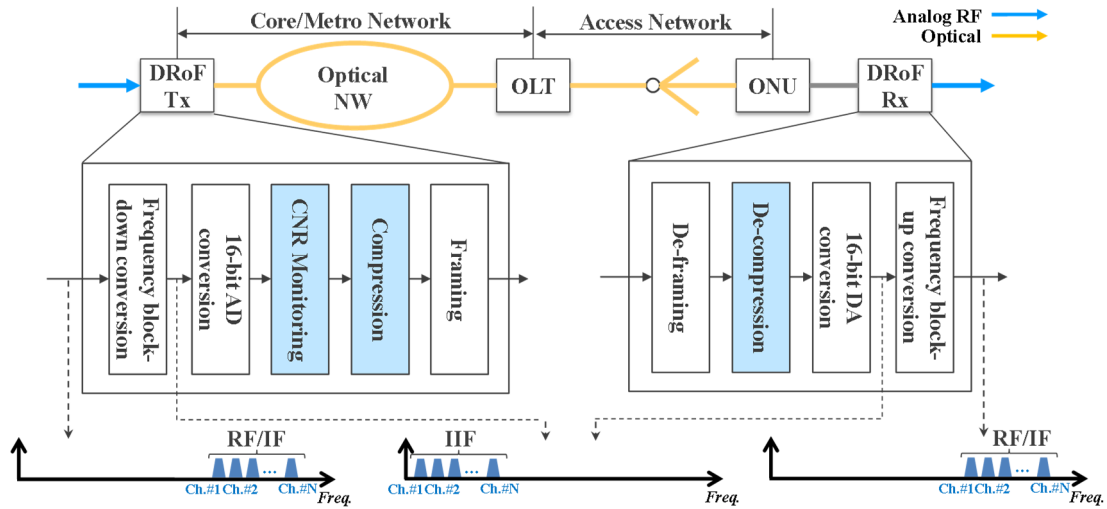 Core/Metro Network
Access Network
Analog RF
Optical
DRoF
Tx
Optical
NW
OLT
ONU
DRoF
Rx
Frequency block-
down conversion
16-bit AD
conversion
CNR Monitoring
Compression
Framing
De-framing
De-compression
16-bit DA
conversion
Frequency block-
up conversion
RF/IF
...
Ch.#1 Ch.#2 Ch.#N
Freq.
IIF
...
Ch.#1 Ch.#2 Ch.#N
Freq.
RF/IF
...
Ch.#1 Ch.#2 Ch.#N
Freq.